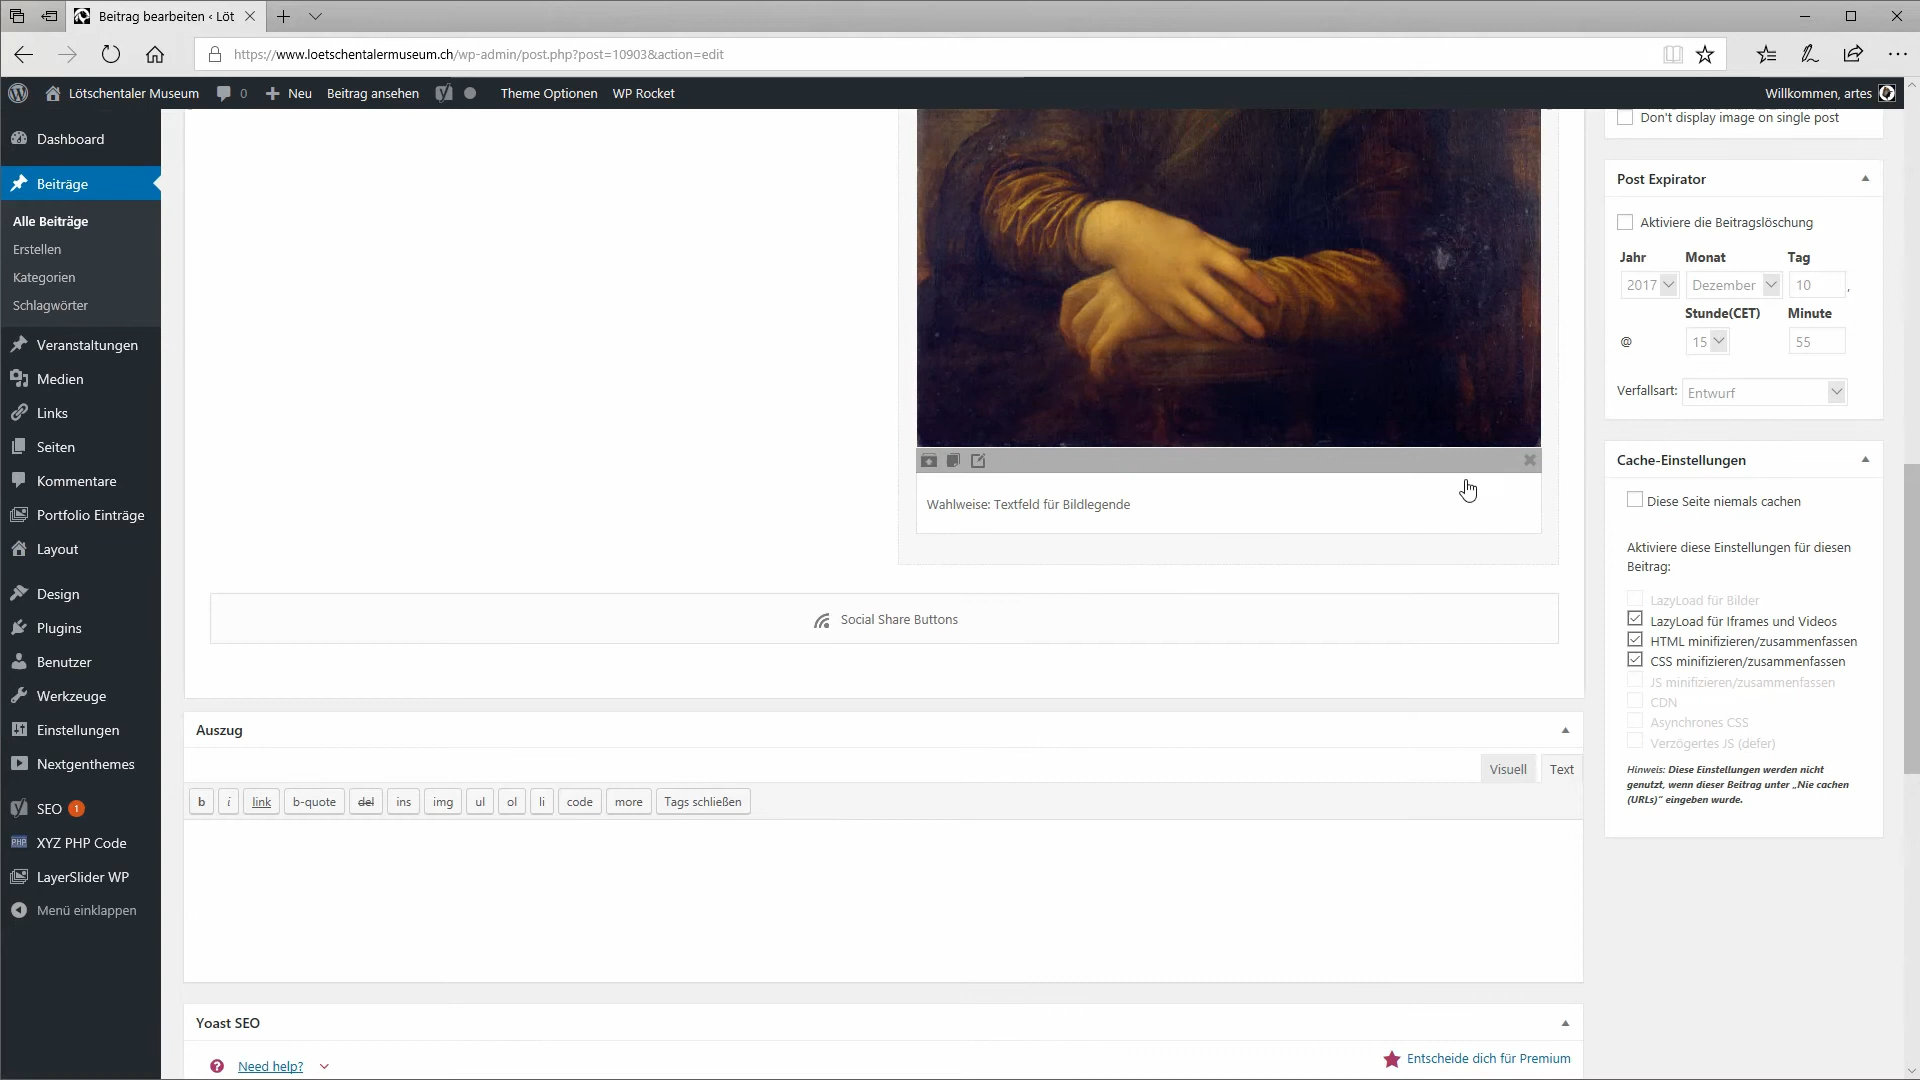 Beitrag bearbeiten ‹ Löt
https://www.loetschentalermuseum.ch/wp-admin/post.php?post=10903&action=edit
Lötschentaler Museum
0
Neu
Beitrag ansehen
Theme Options
WP Rocket
Willkommen, artes
Dashboard
Beiträge
Alle Beiträge
Erstellen
Kategorien
Schlagwörter
Veranstaltungen
Medien
Links
Seiten
Kommentare
Portfolio Einträge
Layout
Design
Plugins
Benutzer
Werkzeuge
Einstellungen
Nextgenthemes
SEO 1
PHP XYZ PHP Code
LayerSlider WP
Menü einklappen
Wahlweise: Textfeld für Bildlegende
Social Share Buttons
Auszug
Visuell
Text
b
i
link
b-quote
del
ins
img
ul
ol
li
code
more
Tags schließen
Yoast SEO
Need help?
Entscheide dich für Premium
Don't display image on single post
Post Expirator
Aktiviere die Beitragslöschung
Jahr Monat Tag
2017 Dezember 10 ,
Stunde(CET) Minute
@ 15 55
Verfallsart: Entwurf
Cache-Einstellungen
Diese Seite niemals cachen
Aktiviere diese Einstellungen für diesen
Beitrag:
LazyLoad für Bilder
LazyLoad für Iframes und Videos
HTML minifizieren/zusammenfassen
CSS minifizieren/zusammenfassen
JS minifizieren/zusammenfassen
CDN
Asynchrones CSS
Verzögertes JS (defer)
Hinweis: Diese Einstellungen werden nicht
genutzt, wenn dieser Beitrag unter „Nie cachen
(URLs)“ eingeben wurde.